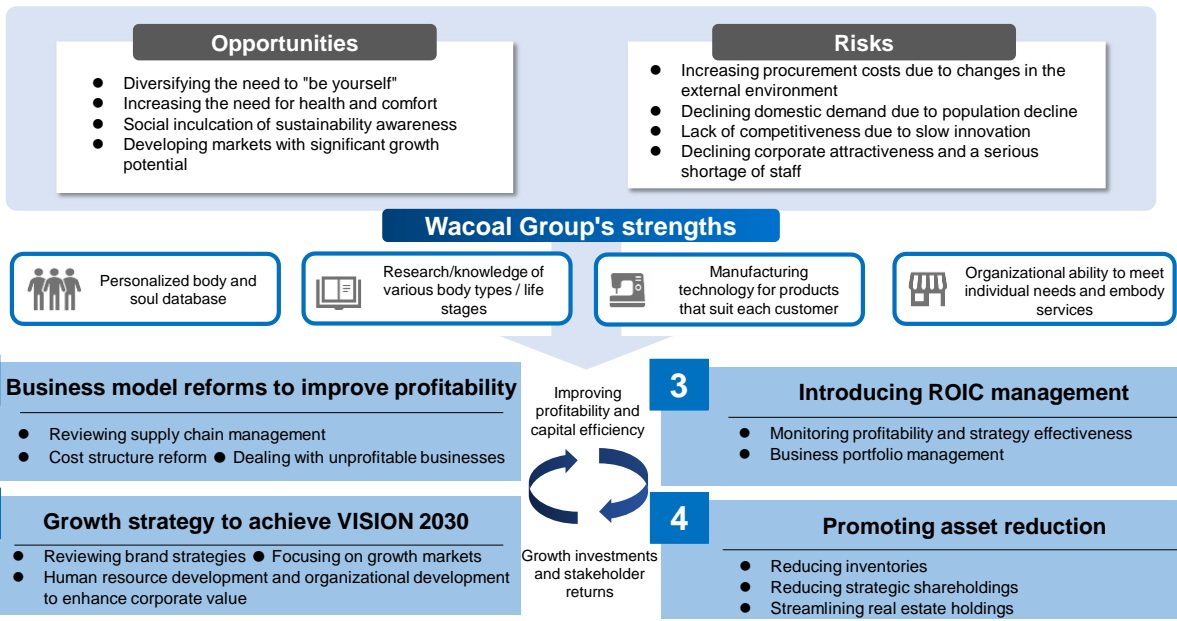 Opportunities
● Diversifying the need to "be yourself"
● Increasing the need for health and comfort
● Social inculcation of sustainability awareness
● Developing markets with significant growth
potential
Risks
● Increasing procurement costs due to changes in the
external environment
● Declining domestic demand due to population decline
● Lack of competitiveness due to slow innovation
● Declining corporate attractiveness and a serious
shortage of staff
Wacoal Group's strengths
Personalized body and
soul database
Research/knowledge of
various body types / life
stages
Manufacturing
technology for products
that suit each customer
Organizational ability to meet
individual needs and embody
services
Business model reforms to improve profitability
● Reviewing supply chain management
● Cost structure reform ● Dealing with unprofitable businesses
Growth strategy to achieve VISION 2030
● Reviewing brand strategies ● Focusing on growth markets
● Human resource development and organizational development
to enhance corporate value
Improving
profitability and
capital efficiency
Growth investments
and stakeholder
returns
3
Introducing ROIC management
● Monitoring profitability and strategy effectiveness
● Business portfolio management
4
Promoting asset reduction
● Reducing inventories
● Reducing strategic shareholdings
● Streamlining real estate holdings